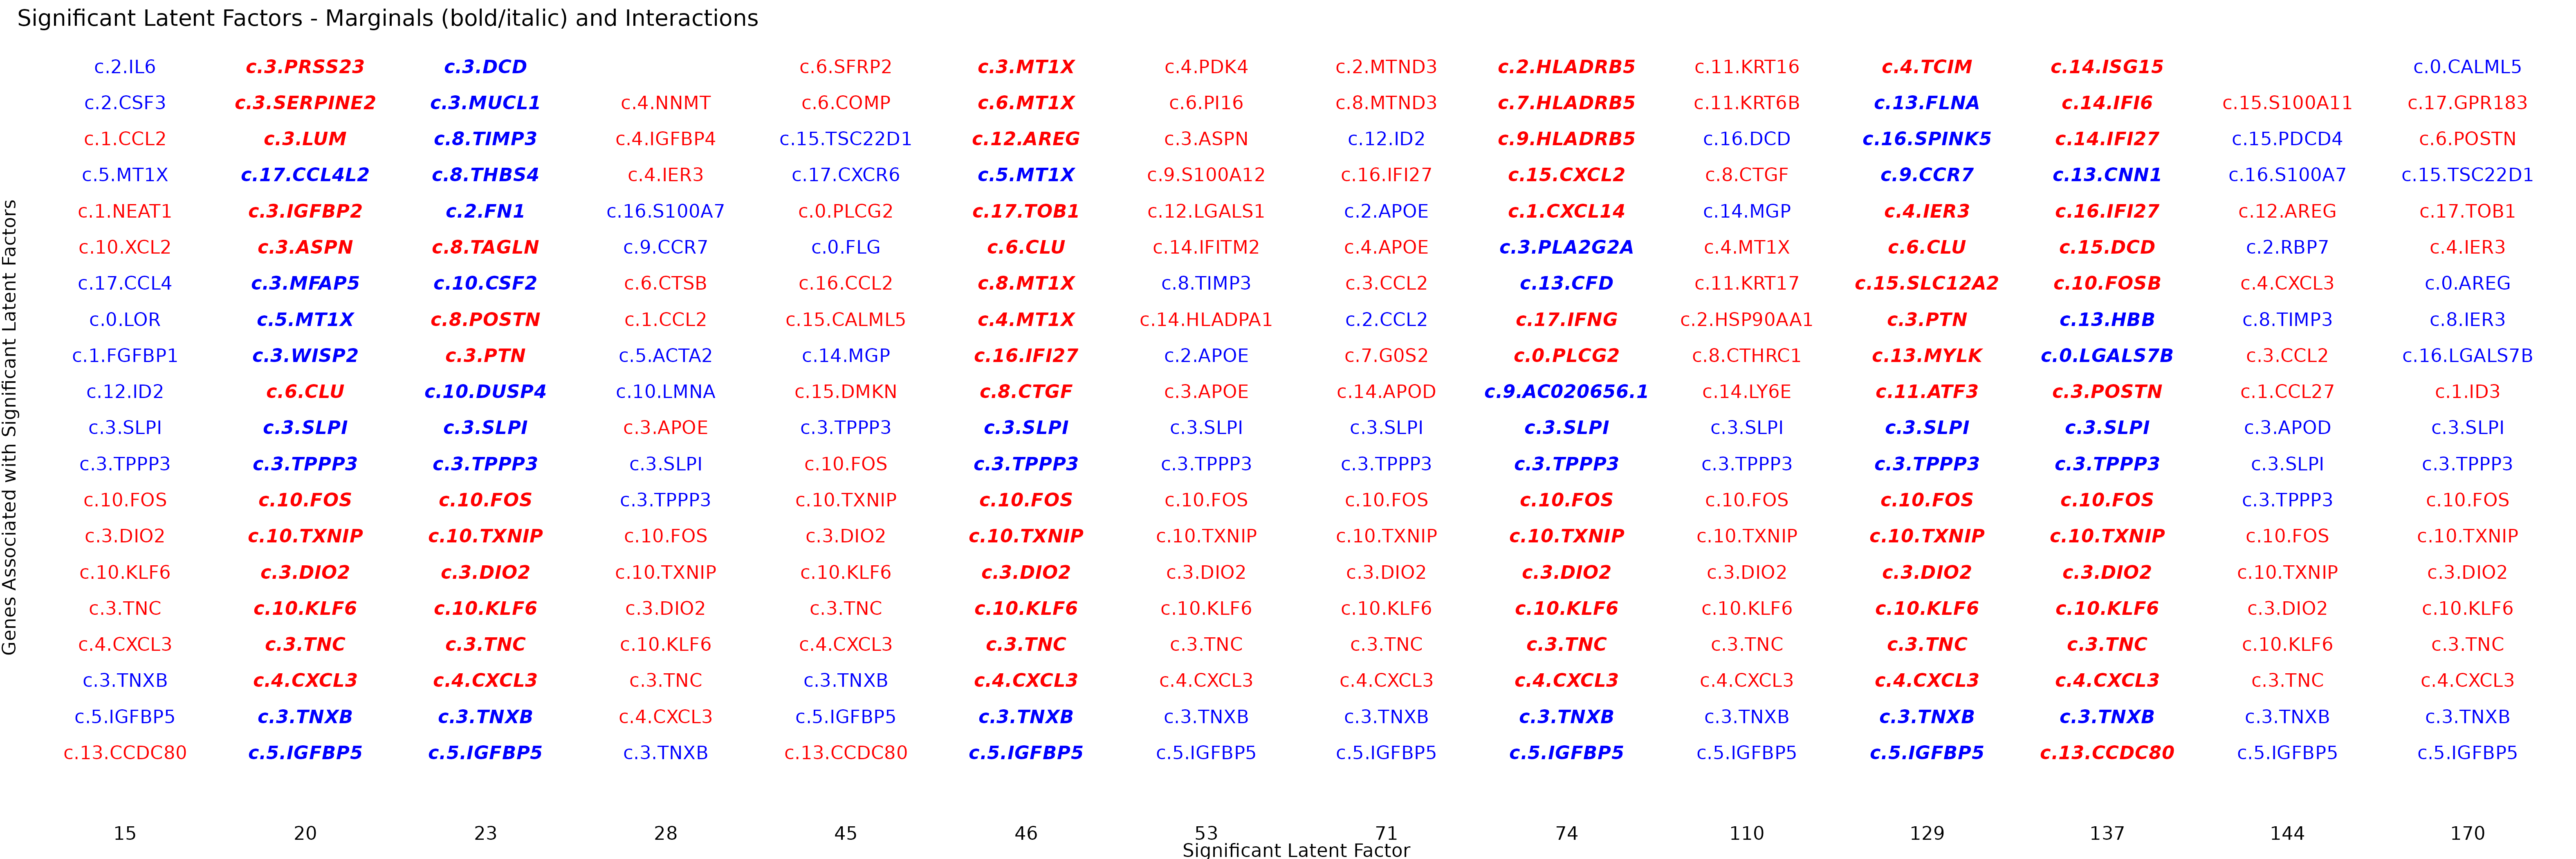 Significant Latent Factors - Marginals (bold/italic) and Interactions
c.2.IL6 c.3.PRSS23 c.3.DCD c.6.SFRP2 c.3.MT1X c.4.PDK4 c.2.MTND3 c.2.HLADRB5 c.11.KRT16 c.4.TCIM c.14.ISG15 c.0.CALML5
c.2.CSF3 c.3.SERPINE2 c.3.MUCL1 c.4.NNMT c.6.COMP c.6.MT1X c.6.PI16 c.8.MTND3 c.7.HLADRB5 c.11.KRT6B c.13.FLNA c.14.IFI6 c.15.S100A11 c.17.GPR183
c.1.CCL2 c.3.LUM c.8.TIMP3 c.4.IGFBP4 c.15.TSC22D1 c.12.AREG c.3.ASPN c.12.ID2 c.9.HLADRB5 c.16.DCD c.16.SPINK5 c.14.IFI27 c.15.PDCD4 c.6.POSTN
c.5.MT1X c.17.CCL4L2 c.8.THBS4 c.4.IER3 c.17.CXCR6 c.5.MT1X c.9.S100A12 c.16.IFI27 c.15.CXCL2 c.8.CTGF c.9.CCR7 c.13.CNN1 c.16.S100A7 c.15.TSC22D1
c.1.NEAT1 c.3.IGFBP2 c.2.FN1 c.16.S100A7 c.0.PLCG2 c.17.TOB1 c.12.LGALS1 c.2.APOE c.1.CXCL14 c.14.MGP c.4.IER3 c.16.IFI27 c.12.AREG c.17.TOB1
c.10.XCL2 c.3.ASPN c.8.TAGLN c.9.CCR7 c.0.FLG c.6.CLU c.14.IFITM2 c.4.APOE c.3.PLA2G2A c.4.MT1X c.6.CLU c.15.DCD c.2.RBP7 c.4.IER3
c.17.CCL4 c.3.MFAP5 c.10.CSF2 c.6.CTSB c.16.CCL2 c.8.MT1X c.8.TIMP3 c.3.CCL2 c.13.CFD c.11.KRT17 c.15.SLC12A2 c.10.FOSB c.4.CXCL3 c.0.AREG
c.0.LOR c.5.MT1X c.8.POSTN c.1.CCL2 c.15.CALML5 c.4.MT1X c.14.HLADPA1 c.2.CCL2 c.17.IFNG c.2.HSP90AA1 c.3.PTN c.13.HBB c.8.TIMP3 c.8.IER3
c.1.FGFBP1 c.3.WISP2 c.3.PTN c.5.ACTA2 c.14.MGP c.16.IFI27 c.2.APOE c.7.G0S2 c.0.PLCG2 c.8.CTHRC1 c.13.MYLK c.0.LGALS7B c.3.CCL2 c.16.LGALS7B
c.12.ID2 c.6.CLU c.10.DUSP4 c.10.LMNA c.15.DMKN c.8.CTGF c.3.APOE c.14.APOD c.9.AC020656.1 c.14.LY6E c.11.ATF3 c.3.POSTN c.1.CCL27 c.1.ID3
c.3.SLPI c.3.SLPI c.3.SLPI c.3.APOE c.3.TPPP3 c.3.SLPI c.3.SLPI c.3.SLPI c.3.SLPI c.3.SLPI c.3.SLPI c.3.SLPI c.3.APOD c.3.SLPI
c.3.TPPP3 c.3.TPPP3 c.3.TPPP3 c.3.SLPI c.10.FOS c.3.TPPP3 c.3.TPPP3 c.3.TPPP3 c.3.TPPP3 c.3.TPPP3 c.3.TPPP3 c.3.TPPP3 c.3.SLPI c.3.TPPP3
c.10.FOS c.10.FOS c.10.FOS c.3.TPPP3 c.10.TXNIP c.10.FOS c.10.FOS c.10.FOS c.10.FOS c.10.FOS c.10.FOS c.10.FOS c.3.TPPP3 c.10.FOS
c.3.DIO2 c.10.TXNIP c.10.TXNIP c.10.FOS c.3.DIO2 c.10.TXNIP c.10.TXNIP c.10.TXNIP c.10.TXNIP c.10.TXNIP c.10.TXNIP c.10.TXNIP c.10.FOS c.10.TXNIP
c.10.KLF6 c.3.DIO2 c.3.DIO2 c.10.TXNIP c.10.KLF6 c.3.DIO2 c.3.DIO2 c.3.DIO2 c.3.DIO2 c.3.DIO2 c.3.DIO2 c.3.DIO2 c.10.TXNIP c.3.DIO2
c.3.TNC c.10.KLF6 c.10.KLF6 c.3.DIO2 c.3.TNC c.10.KLF6 c.10.KLF6 c.10.KLF6 c.10.KLF6 c.10.KLF6 c.10.KLF6 c.10.KLF6 c.3.DIO2 c.10.KLF6
c.4.CXCL3 c.3.TNC c.3.TNC c.10.KLF6 c.4.CXCL3 c.3.TNC c.3.TNC c.3.TNC c.3.TNC c.3.TNC c.3.TNC c.3.TNC c.10.KLF6 c.3.TNC
c.3.TNXB c.4.CXCL3 c.4.CXCL3 c.3.TNC c.3.TNXB c.4.CXCL3 c.4.CXCL3 c.4.CXCL3 c.4.CXCL3 c.4.CXCL3 c.4.CXCL3 c.4.CXCL3 c.3.TNC c.4.CXCL3
c.5.IGFBP5 c.3.TNXB c.3.TNXB c.4.CXCL3 c.5.IGFBP5 c.3.TNXB c.3.TNXB c.3.TNXB c.3.TNXB c.3.TNXB c.3.TNXB c.3.TNXB c.3.TNXB c.3.TNXB
c.13.CCDC80 c.5.IGFBP5 c.5.IGFBP5 c.3.TNXB c.13.CCDC80 c.5.IGFBP5 c.5.IGFBP5 c.5.IGFBP5 c.5.IGFBP5 c.5.IGFBP5 c.5.IGFBP5 c.13.CCDC80 c.5.IGFBP5 c.5.IGFBP5
15 20 23 28 45 46 53 71 74 110 129 137 144 170
Significant Latent Factor
Genes Associated with Significant Latent Factors